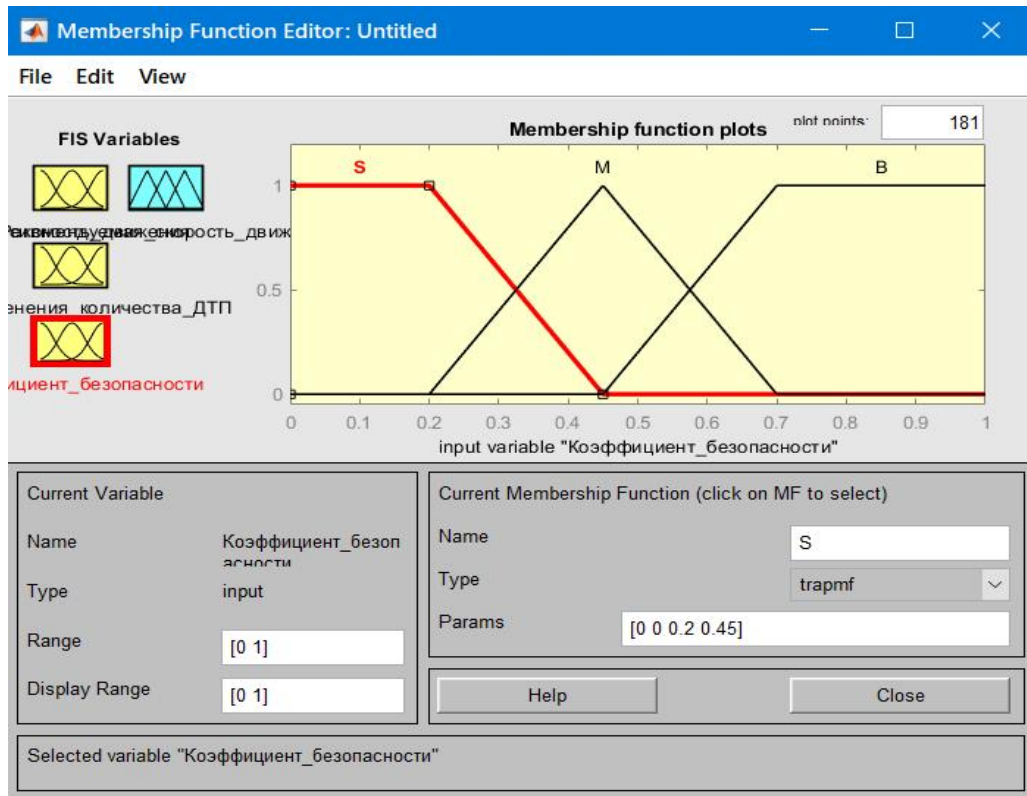 Membership Function Editor: Untitled
File Edit View
FIS Variables
Membership function plots
plot points:
181
S
M
B
1
0.5
0
0 0.1 0.2 0.3 0.4 0.5 0.6 0.7 0.8 0.9 1
input variable "Коэффициент_безопасности"
енения_количества_ДТП
ициент_безопасности
Current Variable
Name
Коэффициент_безоп
асности
Type
input
Range
[0 1]
Display Range
[0 1]
Current Membership Function (click on MF to select)
Name
S
Type
trapmf
Params
[0 0 0.2 0.45]
Help
Close
Selected variable "Коэффициент_безопасности"